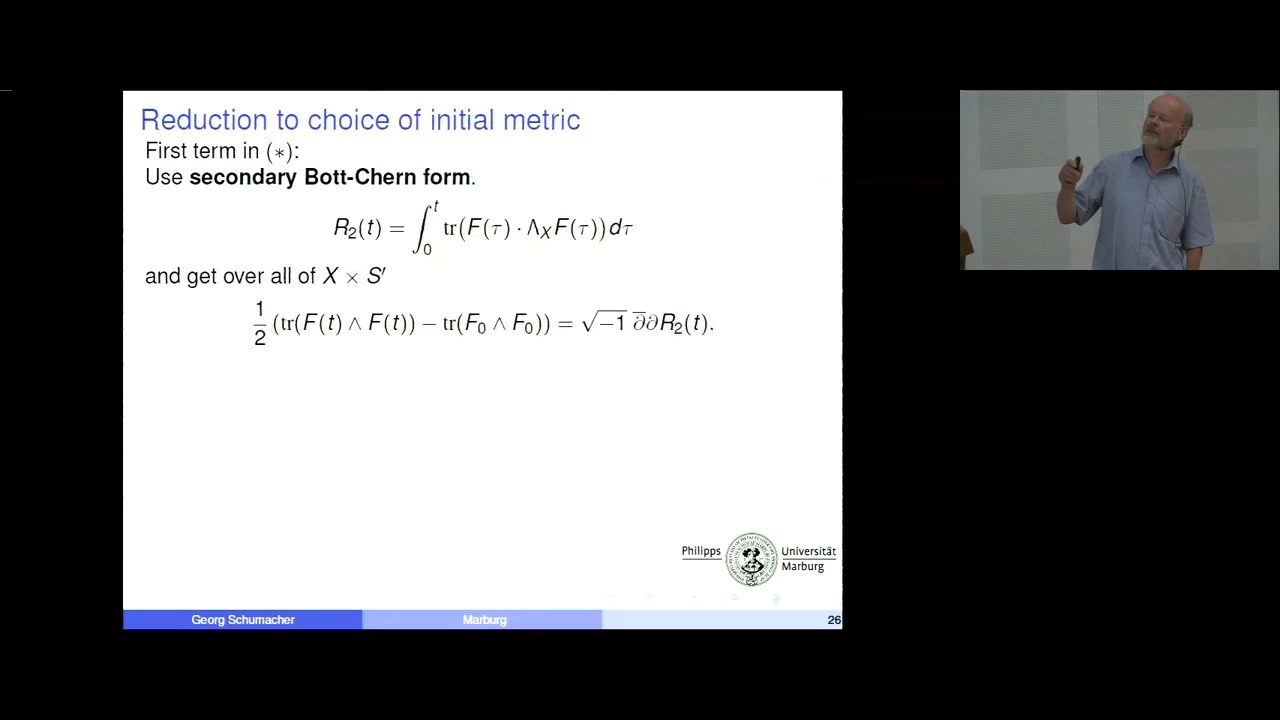 Reduction to choice of initial metric
First term in (∗):
Use secondary Bott-Chern form.
R₂(t) = ∫₀ᵗ tr(F(τ) · Λ_X F(τ))dτ
and get over all of X × S′
1/2 (tr(F(t) ∧ F(t)) − tr(F₀ ∧ F₀)) = √−1 ∂̄∂R₂(t).
Philipps Universität
Marburg
Georg Schumacher Marburg 26